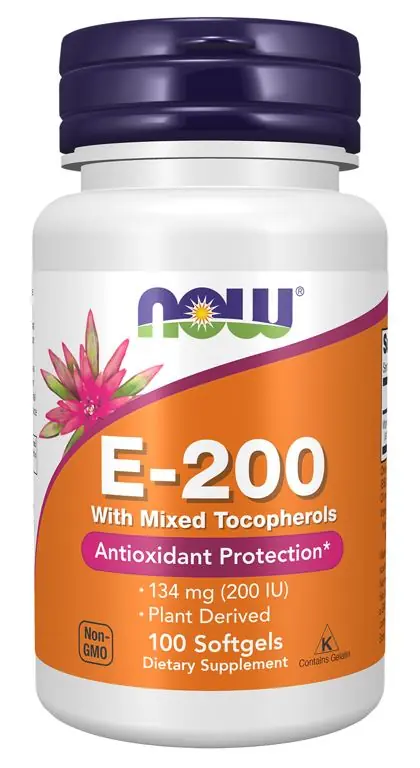 NOW®
E-200
With Mixed Tocopherols
Antioxidant Protection*
• 134 mg (200 IU)
• Plant Derived
100 Softgels
Dietary Supplement
Non-
GMO
K
Contains Gelatin